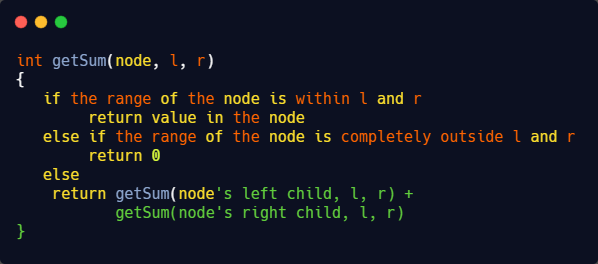 int getSum(node, l, r)
{
if the range of the node is within l and r
return value in the node
else if the range of the node is completely outside l and r
return 0
else
return getSum(node's left child, l, r) +
getSum(node's right child, l, r)
}